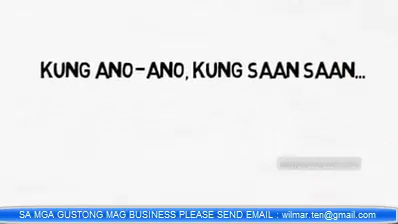 KUNG ANO-ANO, KUNG SAAN SAAN...
SA MGA GUSTONG MAG BUSINESS PLEASE SEND EMAIL : wilmar.ten@gmail.com